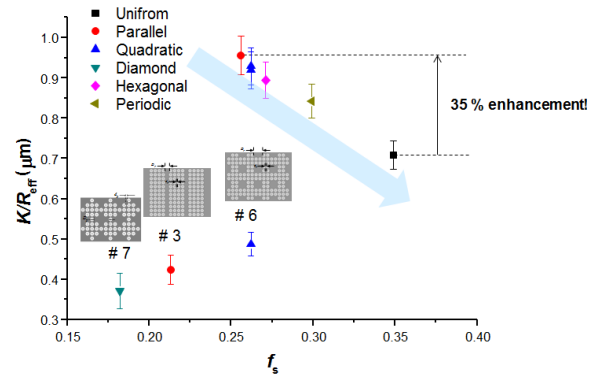 Unifrom
Parallel
Quadratic
Diamond
Hexagonal
Periodic
1.0
0.9
0.8
0.7
0.6
0.5
0.4
0.3
K/Reff (μm)
35 % enhancement!
# 7
# 3
# 6
0.15
0.20
0.25
0.30
0.35
0.40
fs